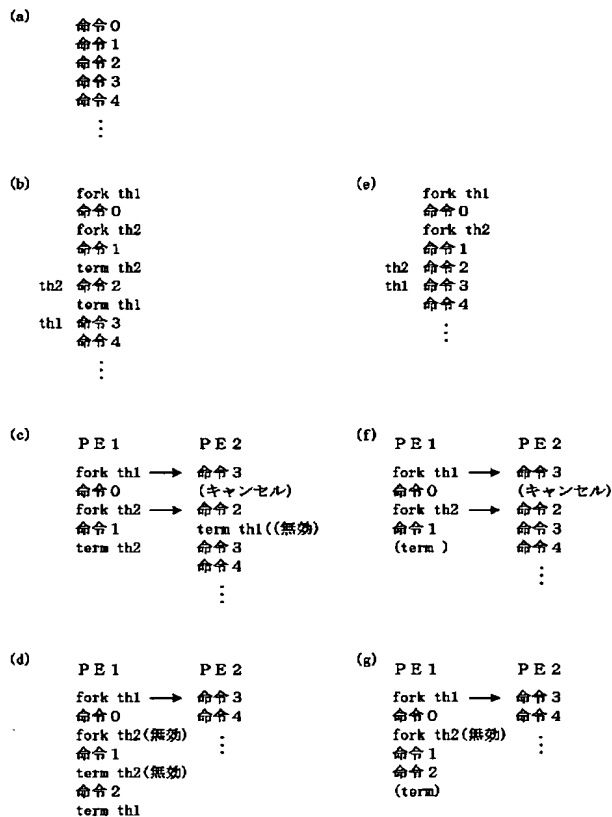 (a)
命令0
命令1
命令2
命令3
命令4
⋮
(b)
fork th1
命令0
fork th2
命令1
term th2
th2 命令2
term th1
th1 命令3
命令4
⋮
(e)
fork th1
命令0
fork th2
命令1
th2 命令2
th1 命令3
命令4
⋮
(c)
PE1 PE2
fork th1 → 命令3
命令0 (キャンセル)
fork th2 → 命令2
命令1 term th1((無効)
term th2 命令3
命令4
⋮
(f)
PE1 PE2
fork th1 → 命令3
命令0 (キャンセル)
fork th2 → 命令2
命令1 命令3
(term ) 命令4
⋮
(d)
PE1 PE2
fork th1 → 命令3
命令0 命令4
fork th2(無効) ⋮
命令1
term th2(無効)
命令2
term th1
(g)
PE1 PE2
fork th1 → 命令3
命令0 命令4
fork th2(無効) ⋮
命令1
命令2
(term)